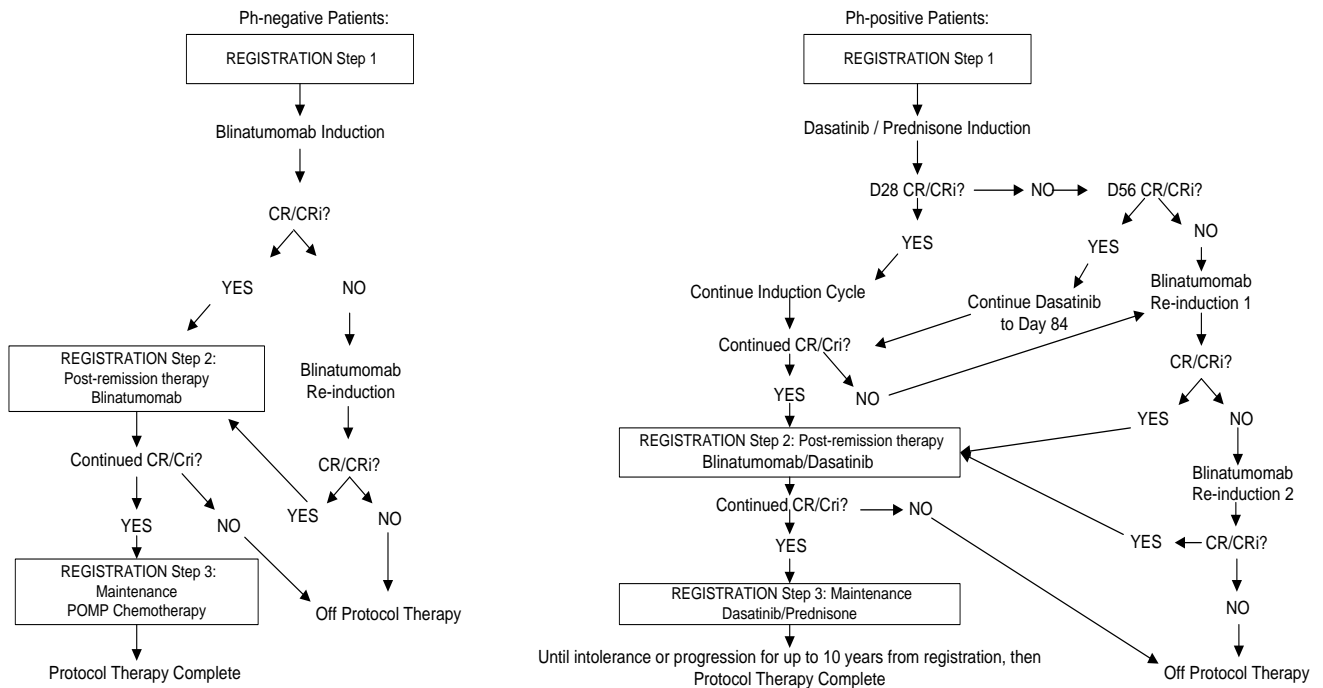 Ph-negative Patients:
REGISTRATION Step 1
Blinatumomab Induction
CR/CRi?
YES
NO
REGISTRATION Step 2:
Post-remission therapy
Blinatumomab
Blinatumomab
Re-induction
Continued CR/Cri?
CR/CRi?
YES
NO
YES
NO
REGISTRATION Step 3:
Maintenance
POMP Chemotherapy
Off Protocol Therapy
Protocol Therapy Complete
Ph-positive Patients:
REGISTRATION Step 1
Dasatinib / Prednisone Induction
D28 CR/CRi?
NO
D56 CR/CRi?
YES
YES
NO
Continue Induction Cycle
Continue Dasatinib
to Day 84
Blinatumomab
Re-induction 1
Continued CR/Cri?
CR/CRi?
YES
NO
YES
NO
REGISTRATION Step 2: Post-remission therapy
Blinatumomab/Dasatinib
Blinatumomab
Re-induction 2
Continued CR/Cri?
NO
YES
CR/CRi?
YES
NO
REGISTRATION Step 3: Maintenance
Dasatinib/Prednisone
Until intolerance or progression for up to 10 years from registration, then
Protocol Therapy Complete
Off Protocol Therapy